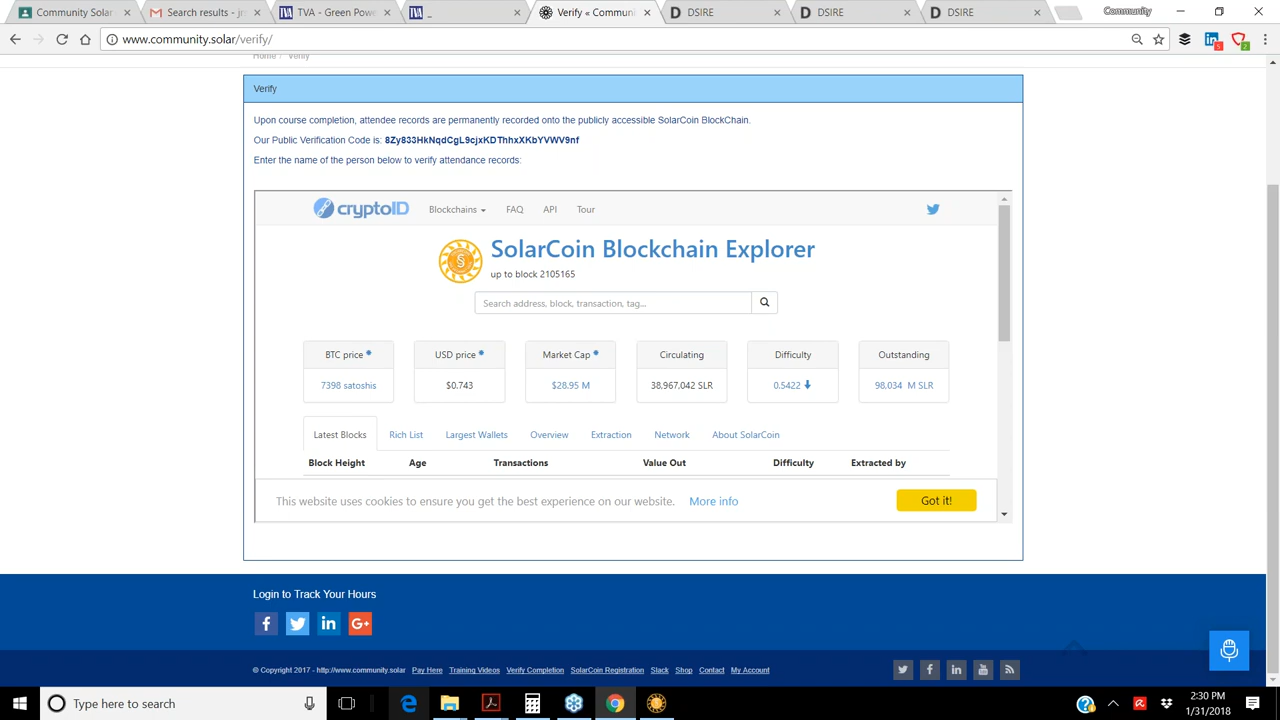 Community Solar
Search results - jr
TVA - Green Powe
_
Verify « Communi
DSIRE
DSIRE
DSIRE
Community
www.community.solar/verify/
Home / Verify
Verify
Upon course completion, attendee records are permanently recorded onto the publicly accessible SolarCoin BlockChain.
Our Public Verification Code is: 8Zy833HkNqdCgL9cjxKDThhxXKbYVWV9nf
Enter the name of the person below to verify attendance records:
cryptoID Blockchains FAQ API Tour
SolarCoin Blockchain Explorer
up to block 2105165
Search address, block, transaction, tag...
BTC price USD price Market Cap Circulating Difficulty Outstanding
7398 satoshis $0.743 $28.95 M 38,967,042 SLR 0.5422 98,034 M SLR
Latest Blocks Rich List Largest Wallets Overview Extraction Network About SolarCoin
Block Height Age Transactions Value Out Difficulty Extracted by
This website uses cookies to ensure you get the best experience on our website. More info Got it!
Login to Track Your Hours
© Copyright 2017 - http://www.community.solar Pay Here Training Videos Verify Completion SolarCoin Registration Slack Shop Contact My Account
Type here to search
2:30 PM
1/31/2018